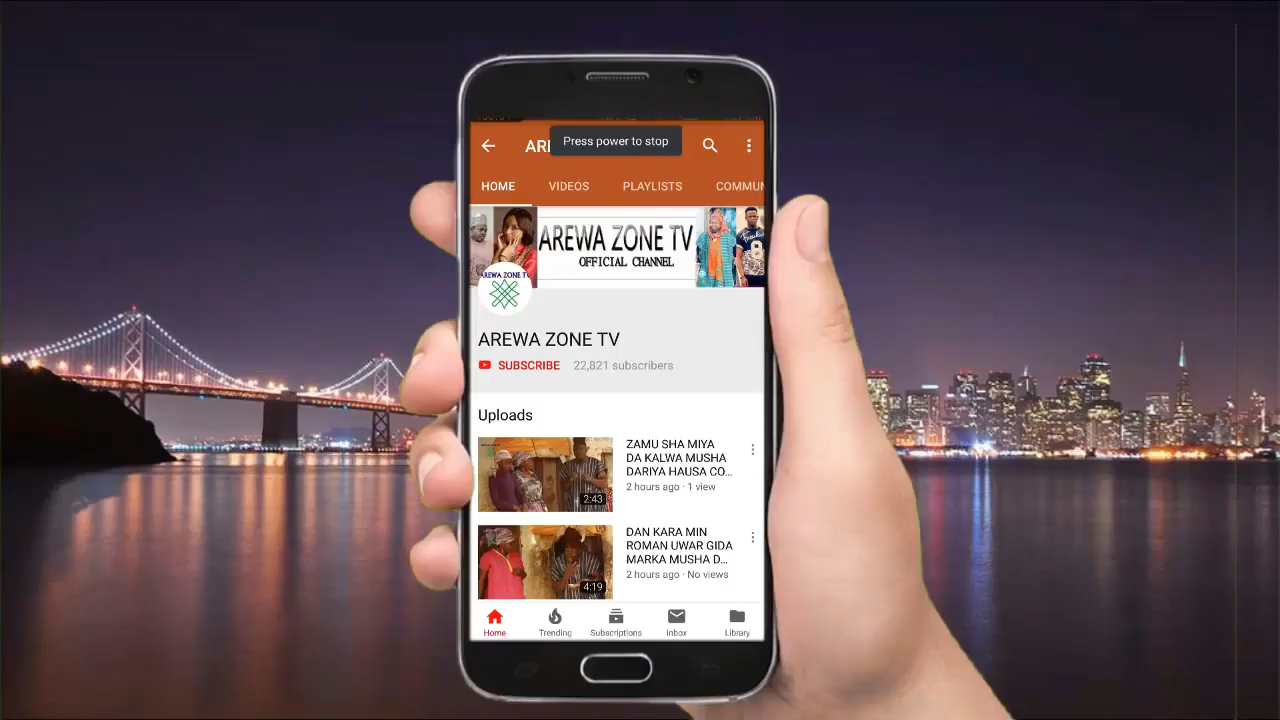 ARE
Press power to stop
HOME VIDEOS PLAYLISTS COMMUN
AREWA ZONE TV
OFFICIAL CHANNEL
AREWA ZONE TV
AREWA ZONE TV
SUBSCRIBE 22,821 subscribers
Uploads
ZAMU SHA MIYA
DA KALWA MUSHA
DARIYA HAUSA CO...
2 hours ago · 1 view
2:43
DAN KARA MIN
ROMAN UWAR GIDA
MARKA MUSHA D...
2 hours ago · No views
4:19
Home Trending Subscriptions Inbox Library